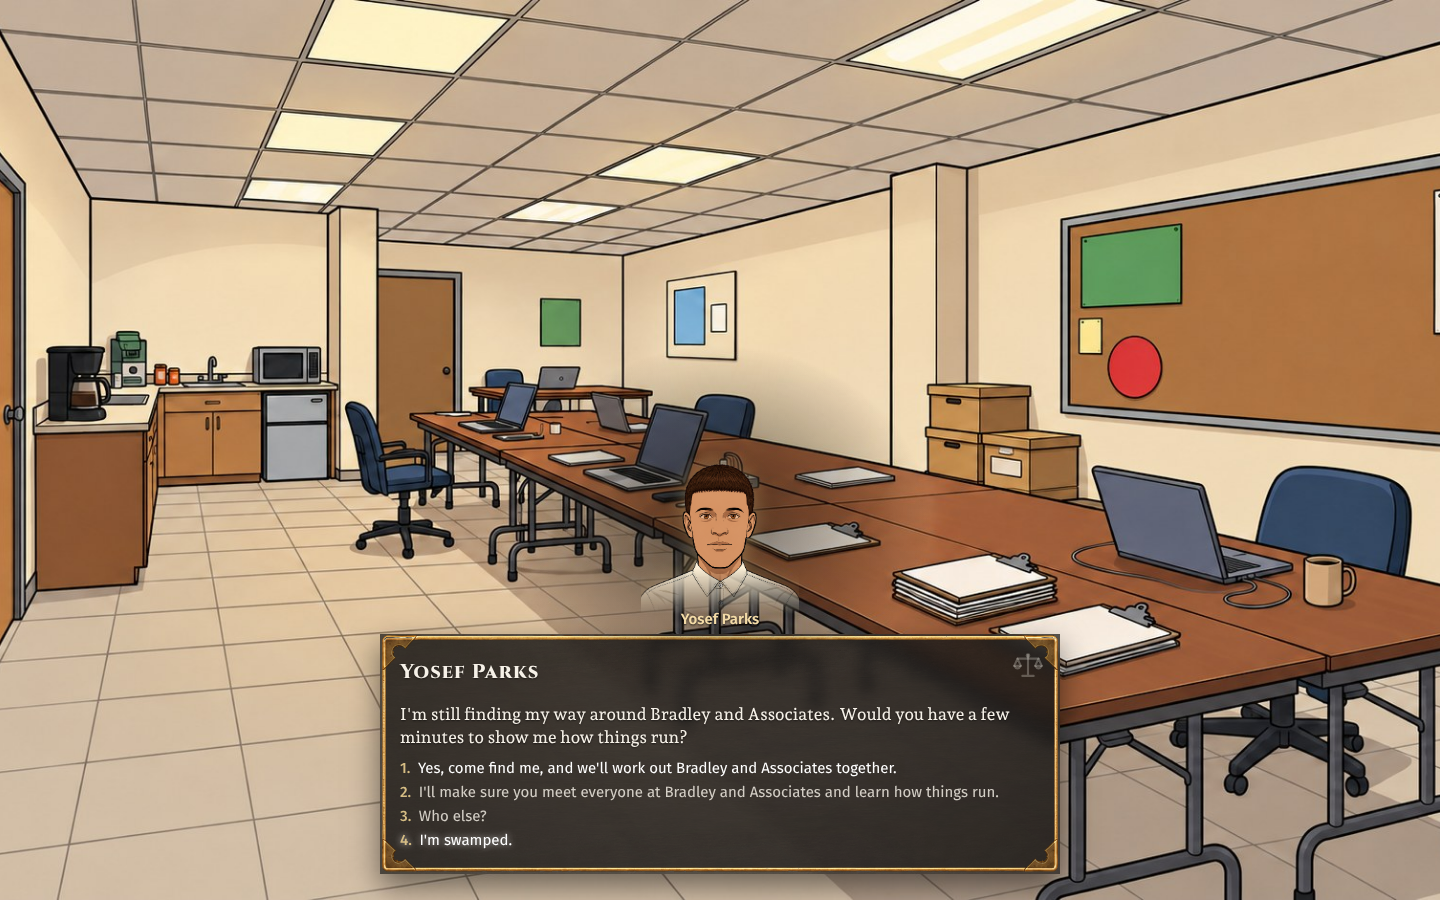 Yosef Parks
Yosef Parks
I'm still finding my way around Bradley and Associates. Would you have a few
minutes to show me how things run?
1. Yes, come find me, and we'll work out Bradley and Associates together.
2. I'll make sure you meet everyone at Bradley and Associates and learn how things run.
3. Who else?
4. I'm swamped.